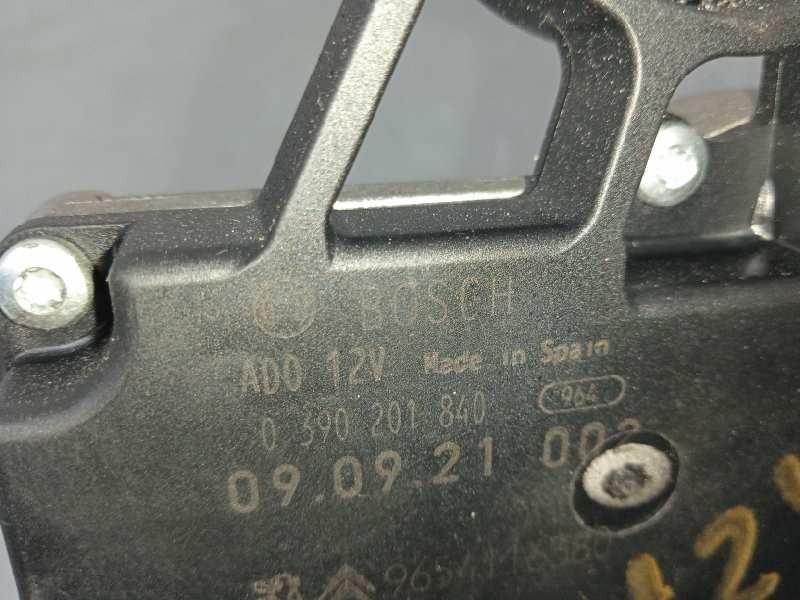 BOSCH
ADO 12V Made in Spain
0 390 201 840 964
09.09.21